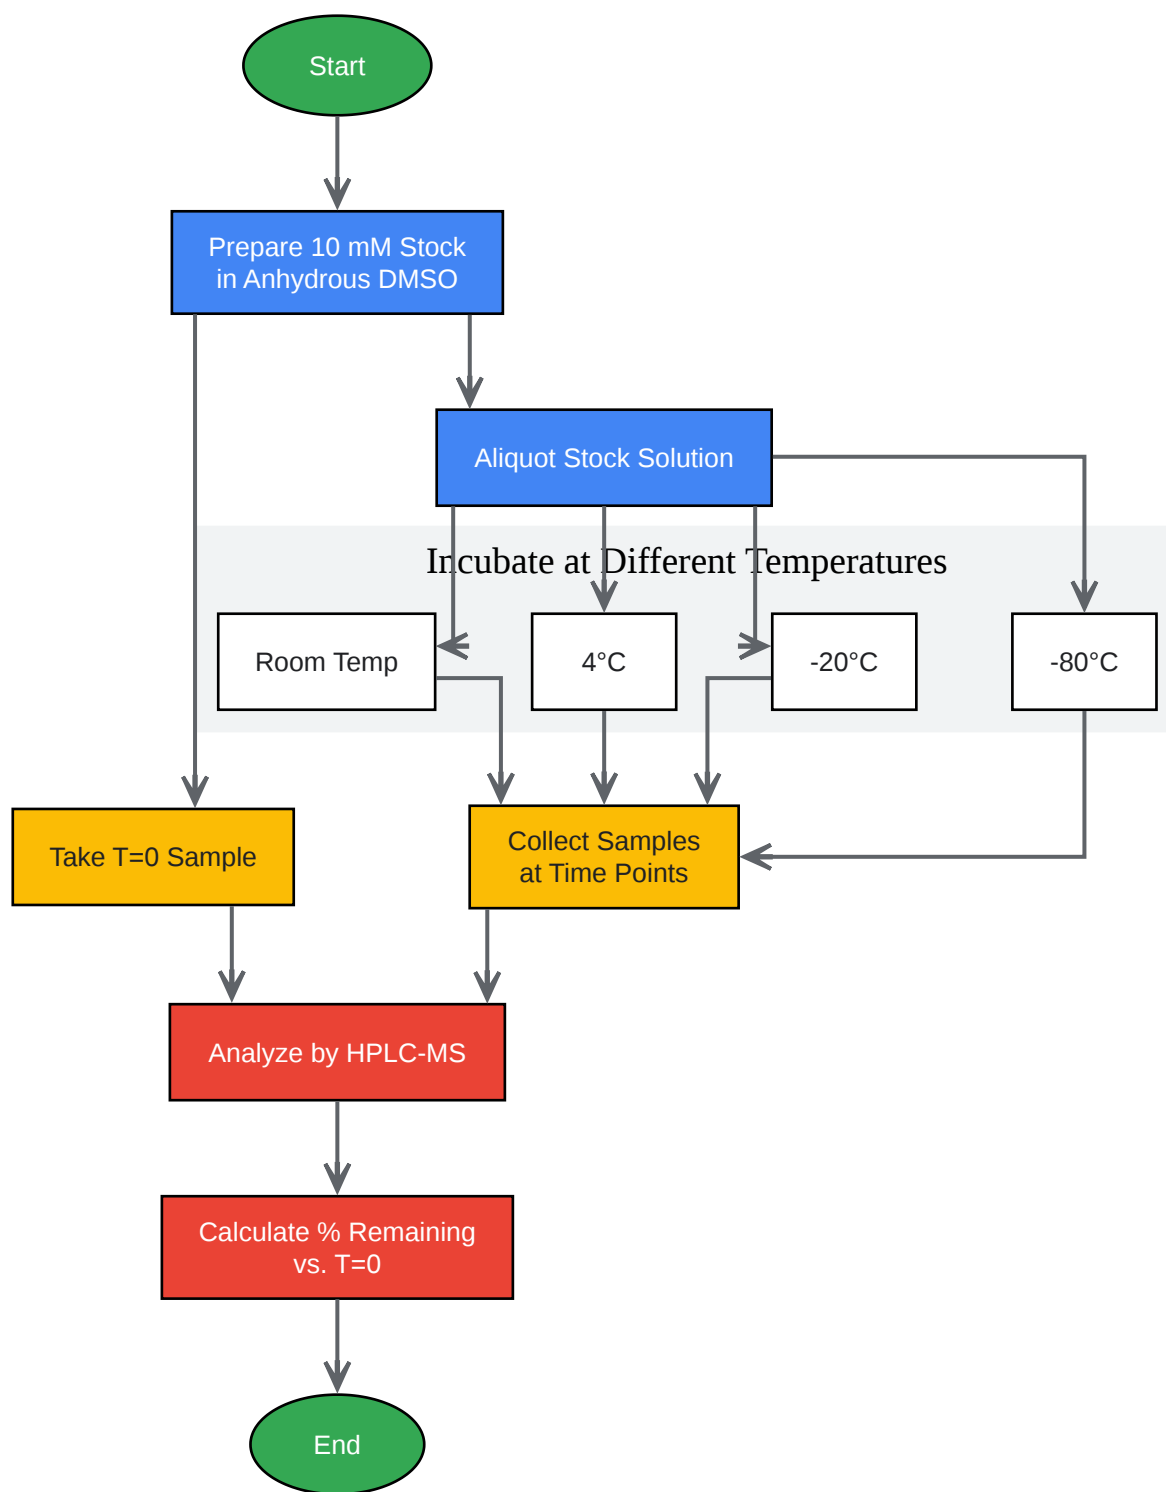 Start
Prepare 10 mM Stock
in Anhydrous DMSO
Aliquot Stock Solution
Incubate at Different Temperatures
Room Temp
4°C
-20°C
-80°C
Take T=0 Sample
Collect Samples
at Time Points
Analyze by HPLC-MS
Calculate % Remaining
vs. T=0
End